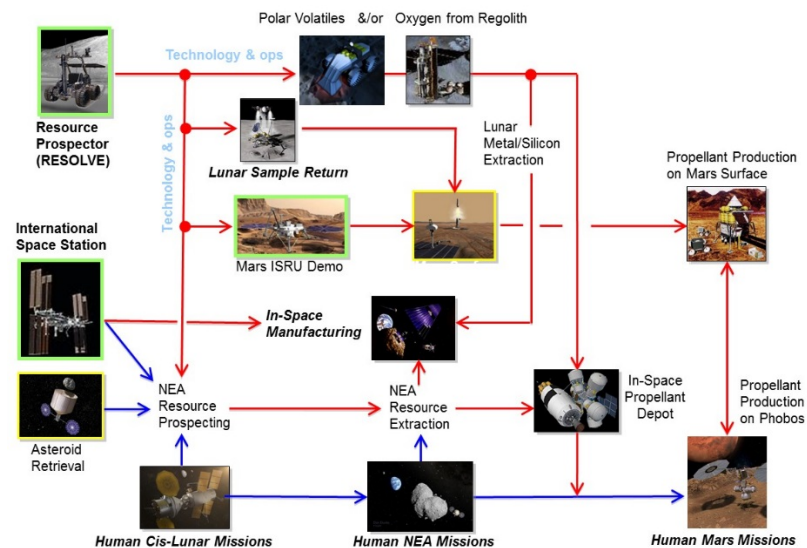 Polar Volatiles &/or Oxygen from Regolith
Technology & ops
Resource
Prospector
(RESOLVE)
Technology & ops
Lunar Sample Return
Lunar
Metal/Silicon
Extraction
Propellant Production
on Mars Surface
International
Space Station
Mars ISRU Demo
In-Space
Manufacturing
NEA
Resource
Prospecting
NEA
Resource
Extraction
In-Space
Propellant
Depot
Propellant
Production
on Phobos
Asteroid
Retrieval
Human Cis-Lunar Missions
Human NEA Missions
Human Mars Missions